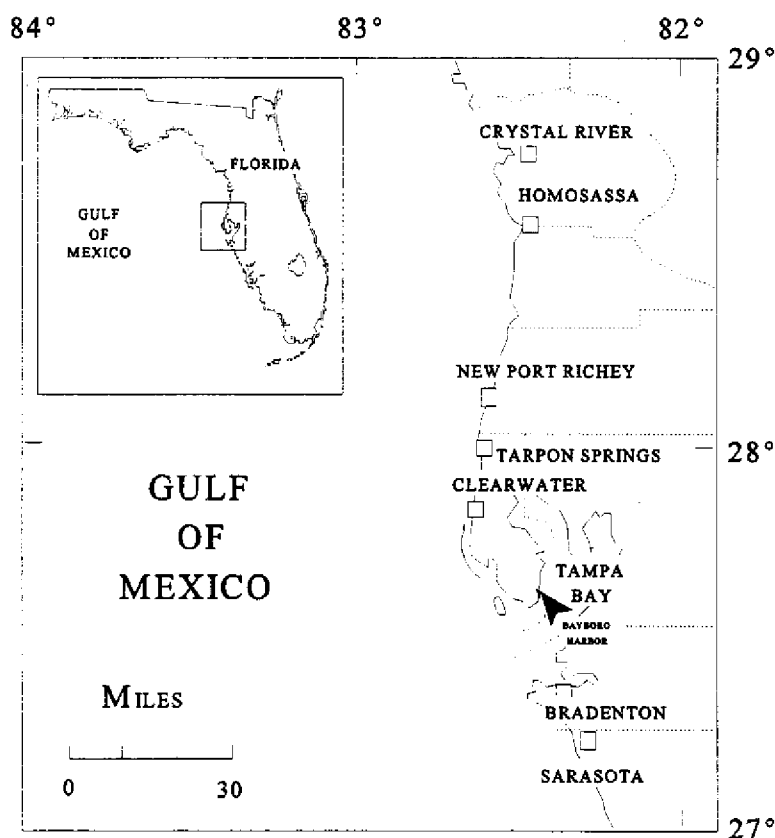 84°
83°
82°
29°
FLORIDA
GULF
OF
MEXICO
CRYSTAL RIVER
HOMOSASSA
NEW PORT RICHEY
28°
TARPON SPRINGS
CLEARWATER
GULF
OF
MEXICO
TAMPA
BAY
BAYBORO
HARBOR
MILES
0
30
BRADENTON
SARASOTA
27°